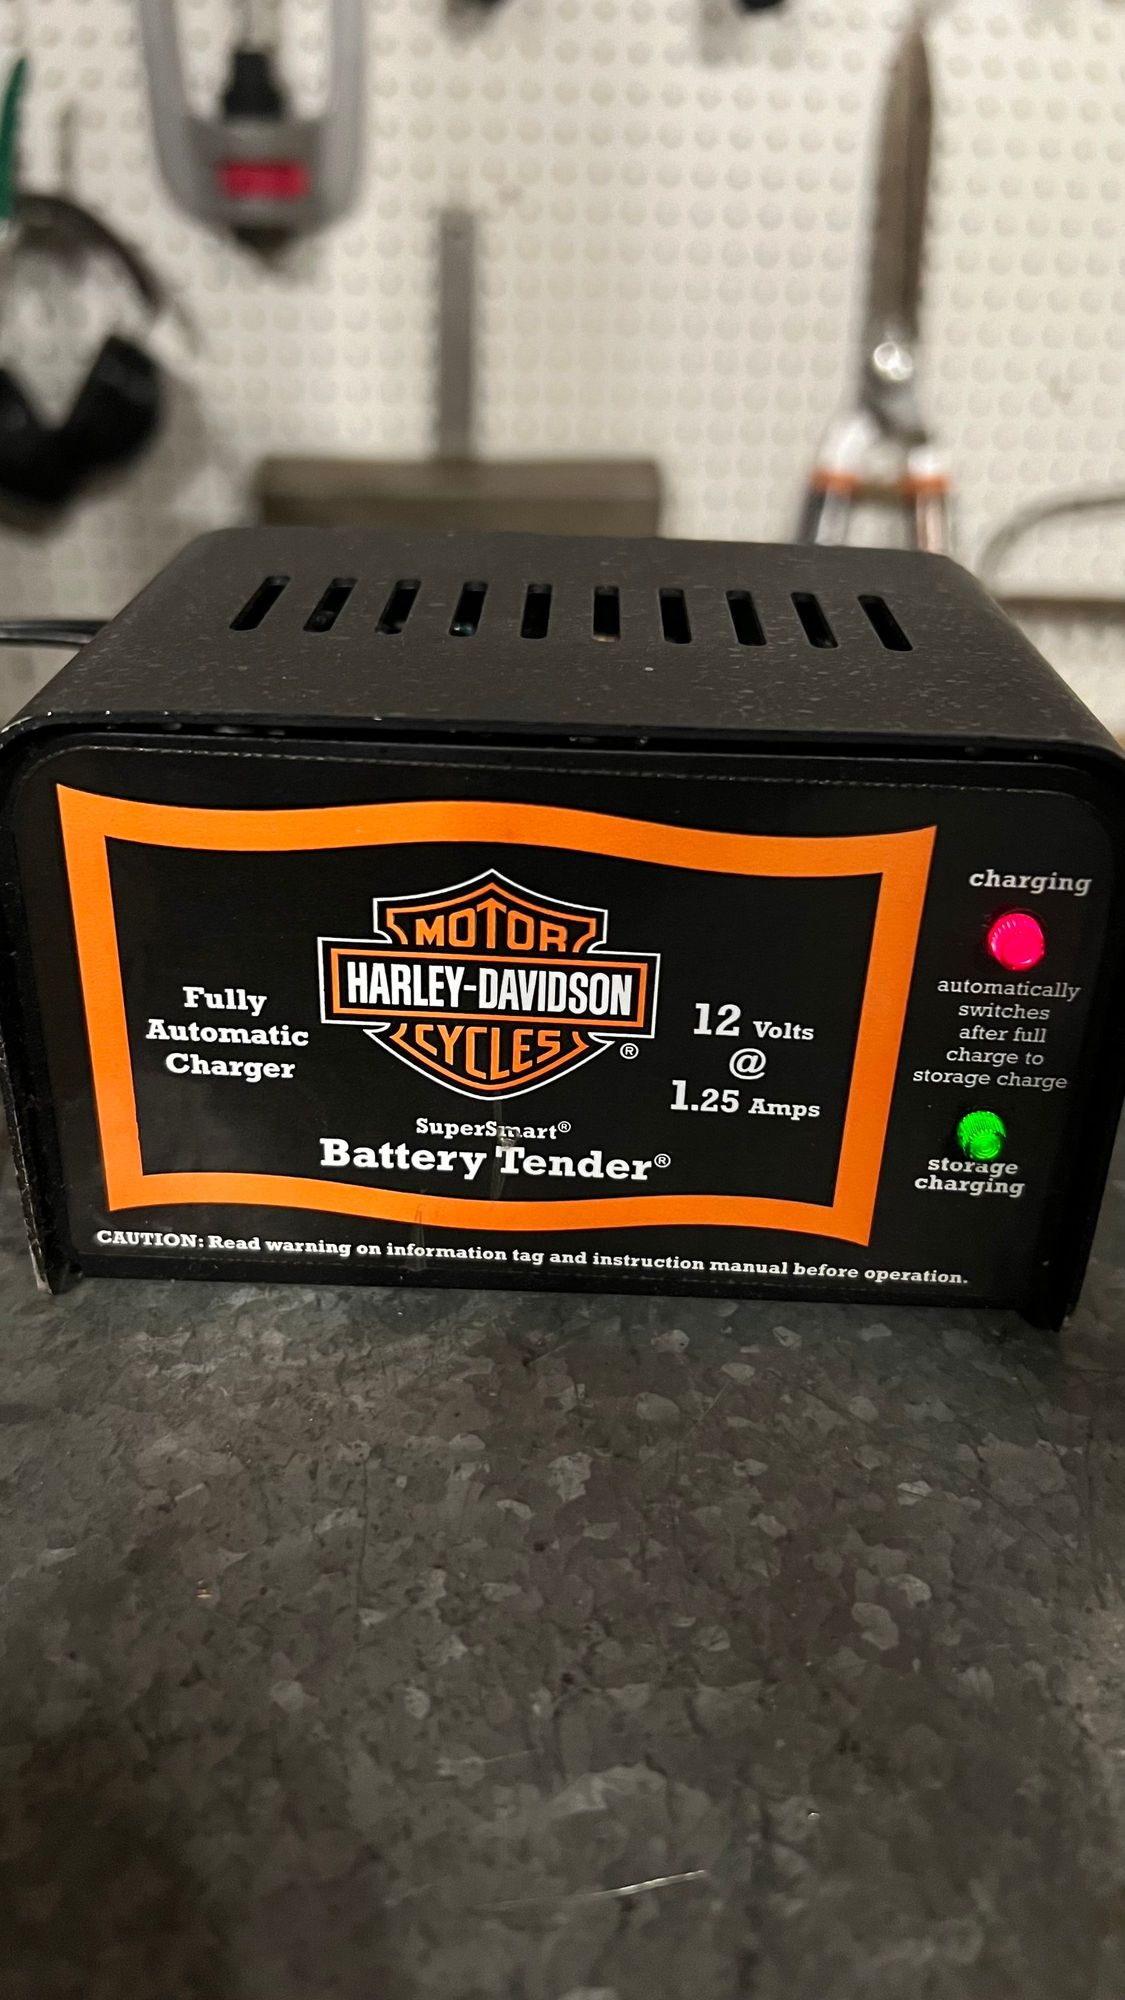 charging
MOTOR
HARLEY-DAVIDSON
CYCLES
®
Fully
Automatic
Charger
12 Volts
@
1.25 Amps
SuperSmart®
Battery Tender®
automatically
switches
after full
charge to
storage charge
storage
charging
CAUTION: Read warning on information tag and instruction manual before operation.